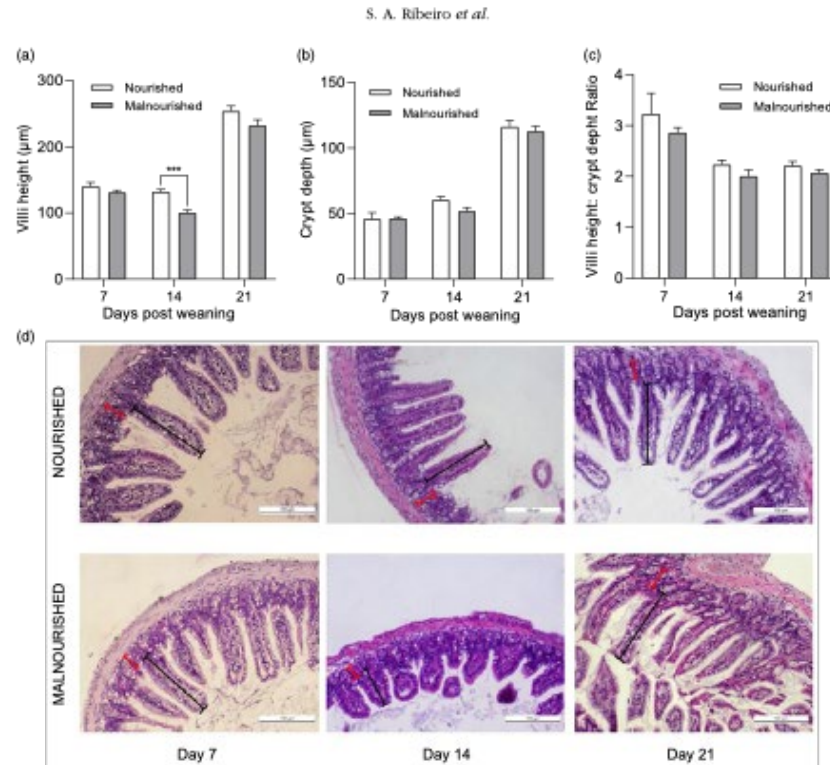 S. A. Ribeiro et al.
(a)
300
200
100
0
Villi height (µm)
Nourished
Malnourished
***
7 14 21
Days post weaning
(b)
150
100
50
0
Crypt depth (µm)
Nourished
Malnourished
7 14 21
Days post weaning
(c)
4
3
2
1
0
Villi height: crypt depht Ratio
Nourished
Malnourished
7 14 21
Days post weaning
(d)
NOURISHED
MALNOURISHED
Day 7 Day 14 Day 21